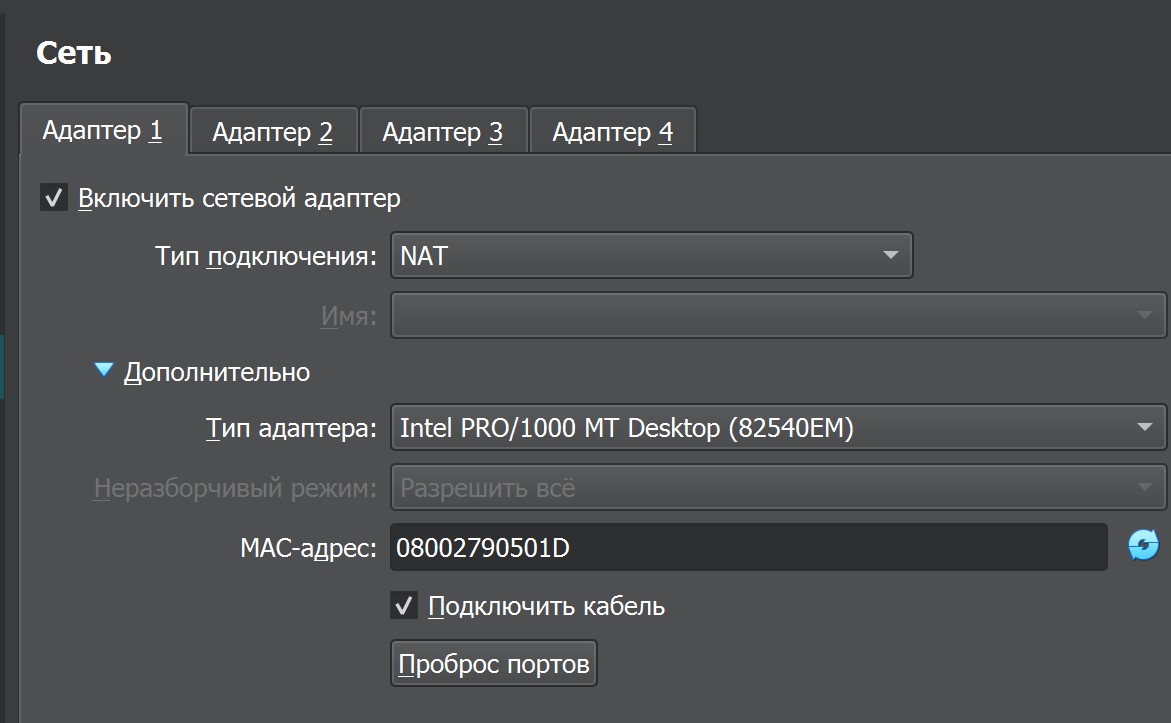 Сеть
Адаптер 1 Адаптер 2 Адаптер 3 Адаптер 4
Включить сетевой адаптер
Тип подключения: NAT
Имя:
Дополнительно
Тип адаптера: Intel PRO/1000 MT Desktop (82540EM)
Неразборчивый режим: Разрешить всё
MAC-адрес: 08002790501D
Подключить кабель
Проброс портов